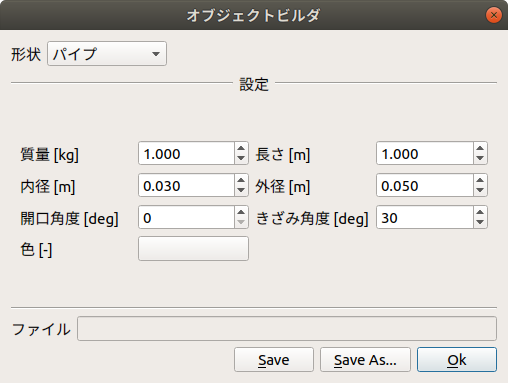 オブジェクトビルダ
形状 パイプ
設定
質量 [kg] 1.000 長さ [m] 1.000
内径 [m] 0.030 外径 [m] 0.050
開口角度 [deg] 0 きざみ角度 [deg] 30
色 [-]
ファイル
Save Save As... Ok